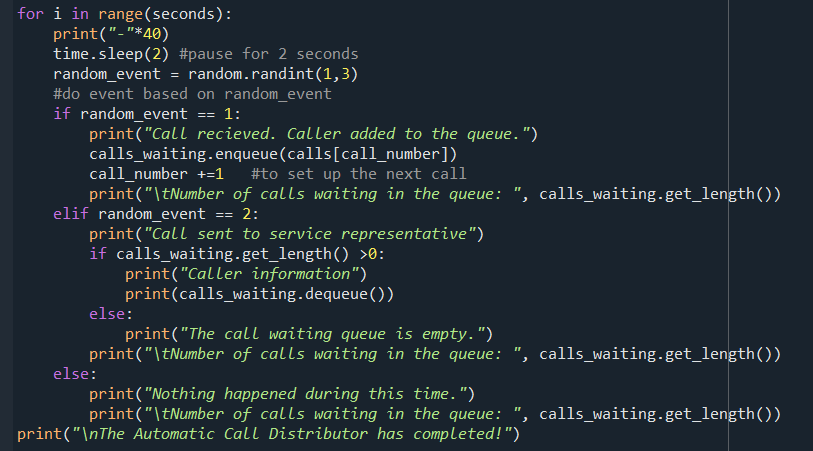 for i in range(seconds):
    print("-"*40)
    time.sleep(2) #pause for 2 seconds
    random_event = random.randint(1,3)
    #do event based on random_event
    if random_event == 1:
        print("Call recieved. Caller added to the queue.")
        calls_waiting.enqueue(calls[call_number])
        call_number +=1   #to set up the next call
        print("\tNumber of calls waiting in the queue: ", calls_waiting.get_length())
    elif random_event == 2:
        print("Call sent to service representative")
        if calls_waiting.get_length() >0:
            print("Caller information")
            print(calls_waiting.dequeue())
        else:
            print("The call waiting queue is empty.")
        print("\tNumber of calls waiting in the queue: ", calls_waiting.get_length())
    else:
        print("Nothing happened during this time.")
        print("\tNumber of calls waiting in the queue: ", calls_waiting.get_length())
print("\nThe Automatic Call Distributor has completed!")